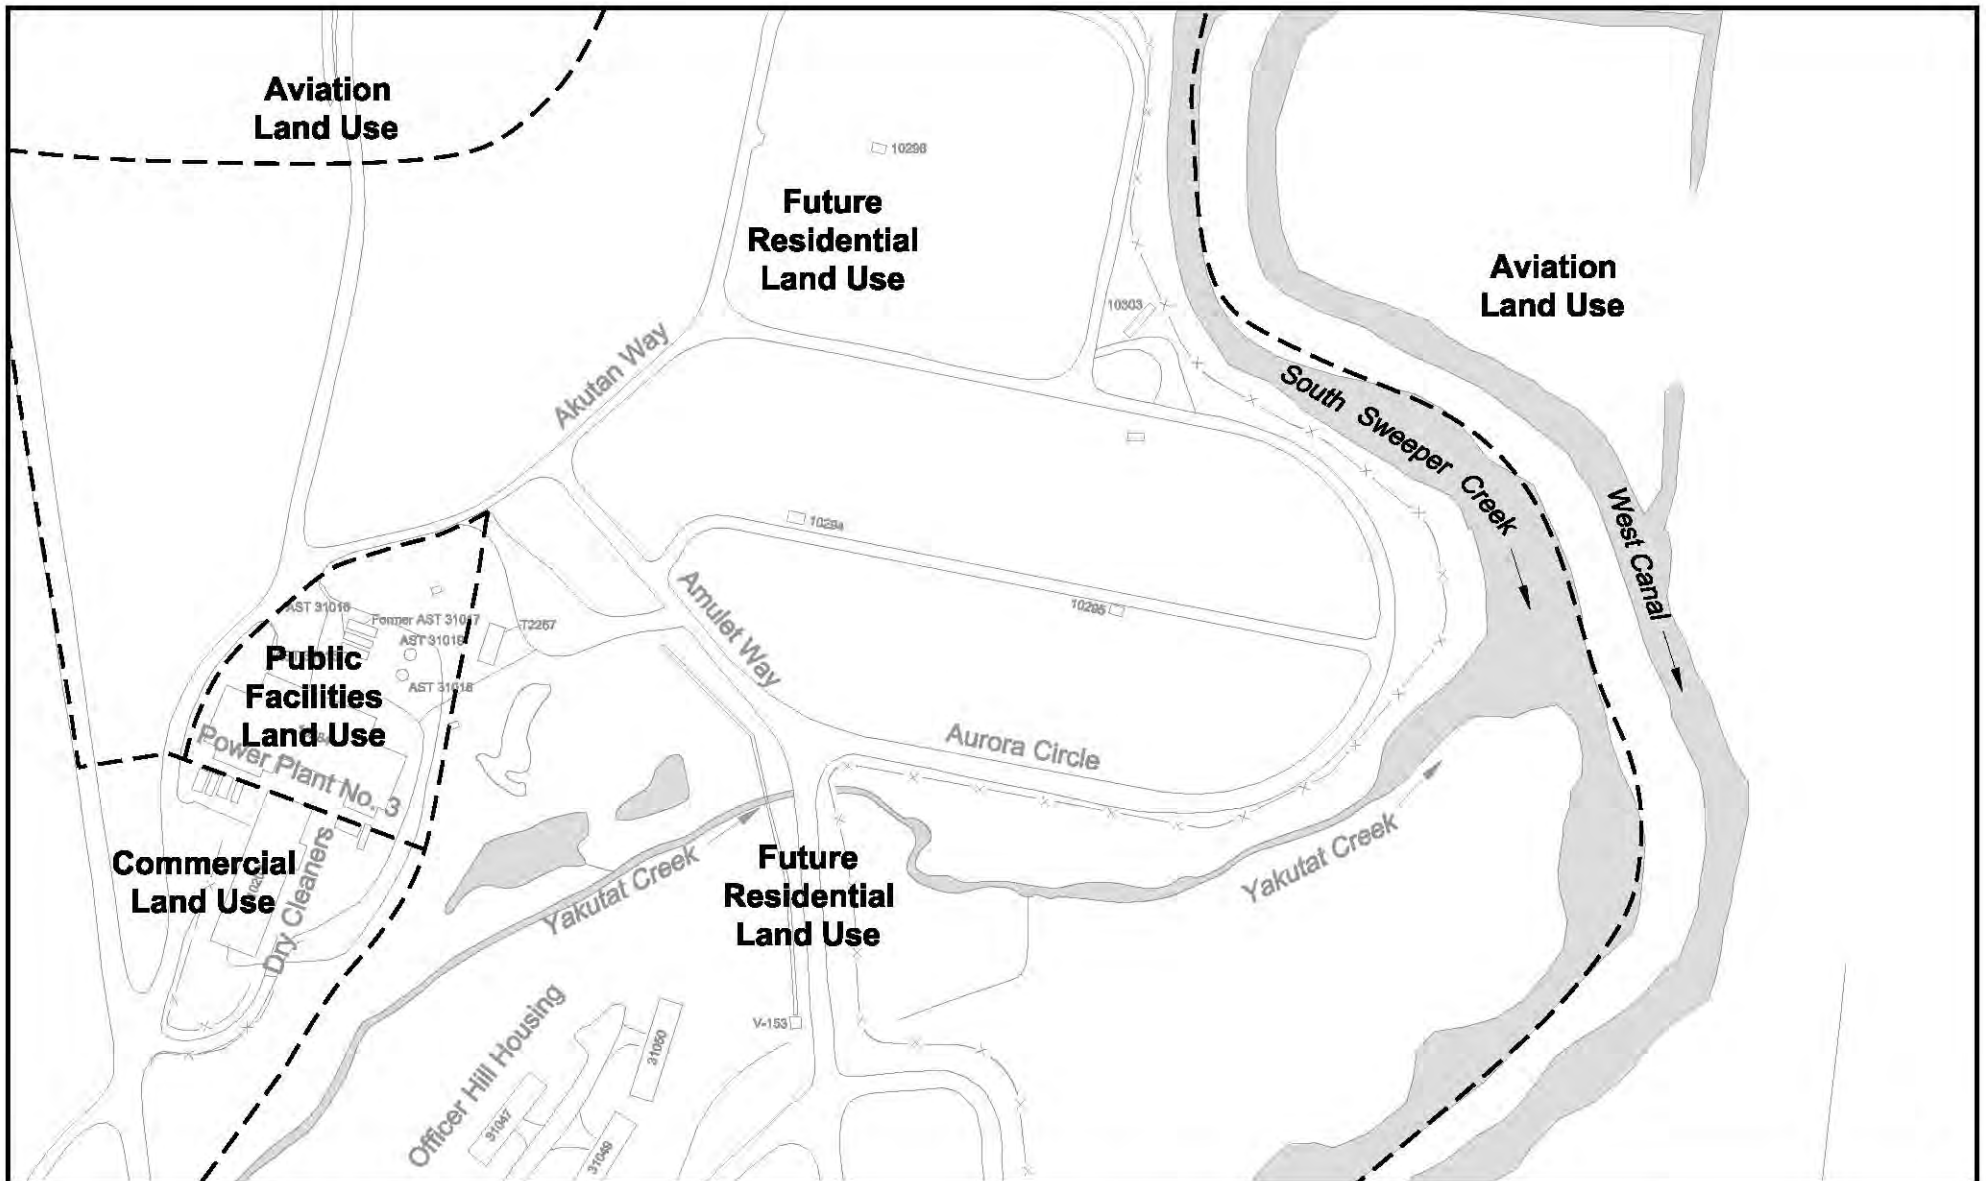 Aviation
Land Use
10298
Future
Residential
Land Use
Aviation
Land Use
10303
Akutan Way
South Sweeper Creek
West Canal
10294
10295
Amulet Way
Aurora Circle
AST 31016
Former AST 31017
AST 31019
T2267
AST 31018
Public
Facilities
Land Use
Power Plant No. 3
Commercial
Land Use
Dry Cleaners
Yakutat Creek
Future
Residential
Land Use
Yakutat Creek
Officer Hill Housing
V-153
31050
31047
31049